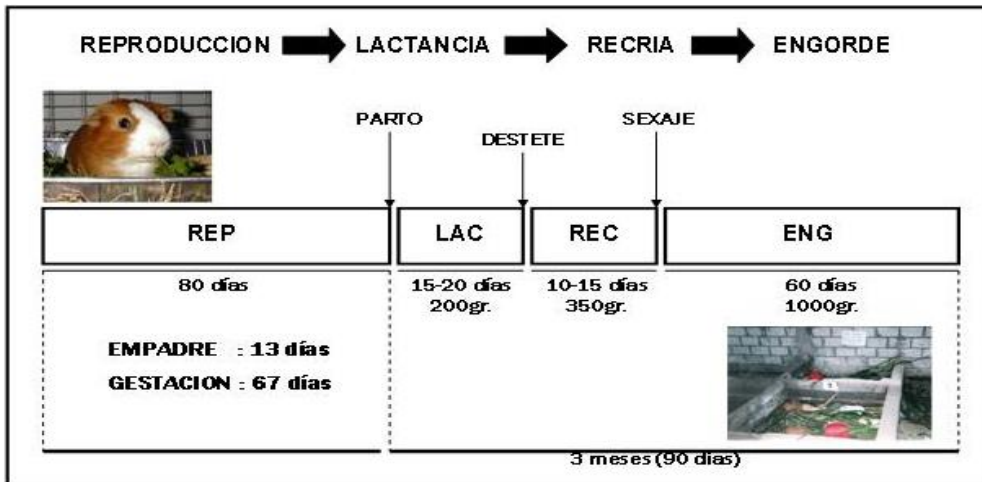 REPRODUCCION LACTANCIA RECRIA ENGORDE
PARTO
DESTETE
SEXAJE
REP
LAC
REC
ENG
80 días
15-20 días
200gr.
10-15 días
350gr.
60 días
1000gr.
EMPADRE : 13 días
GESTACION : 67 días
3 meses (90 dias)